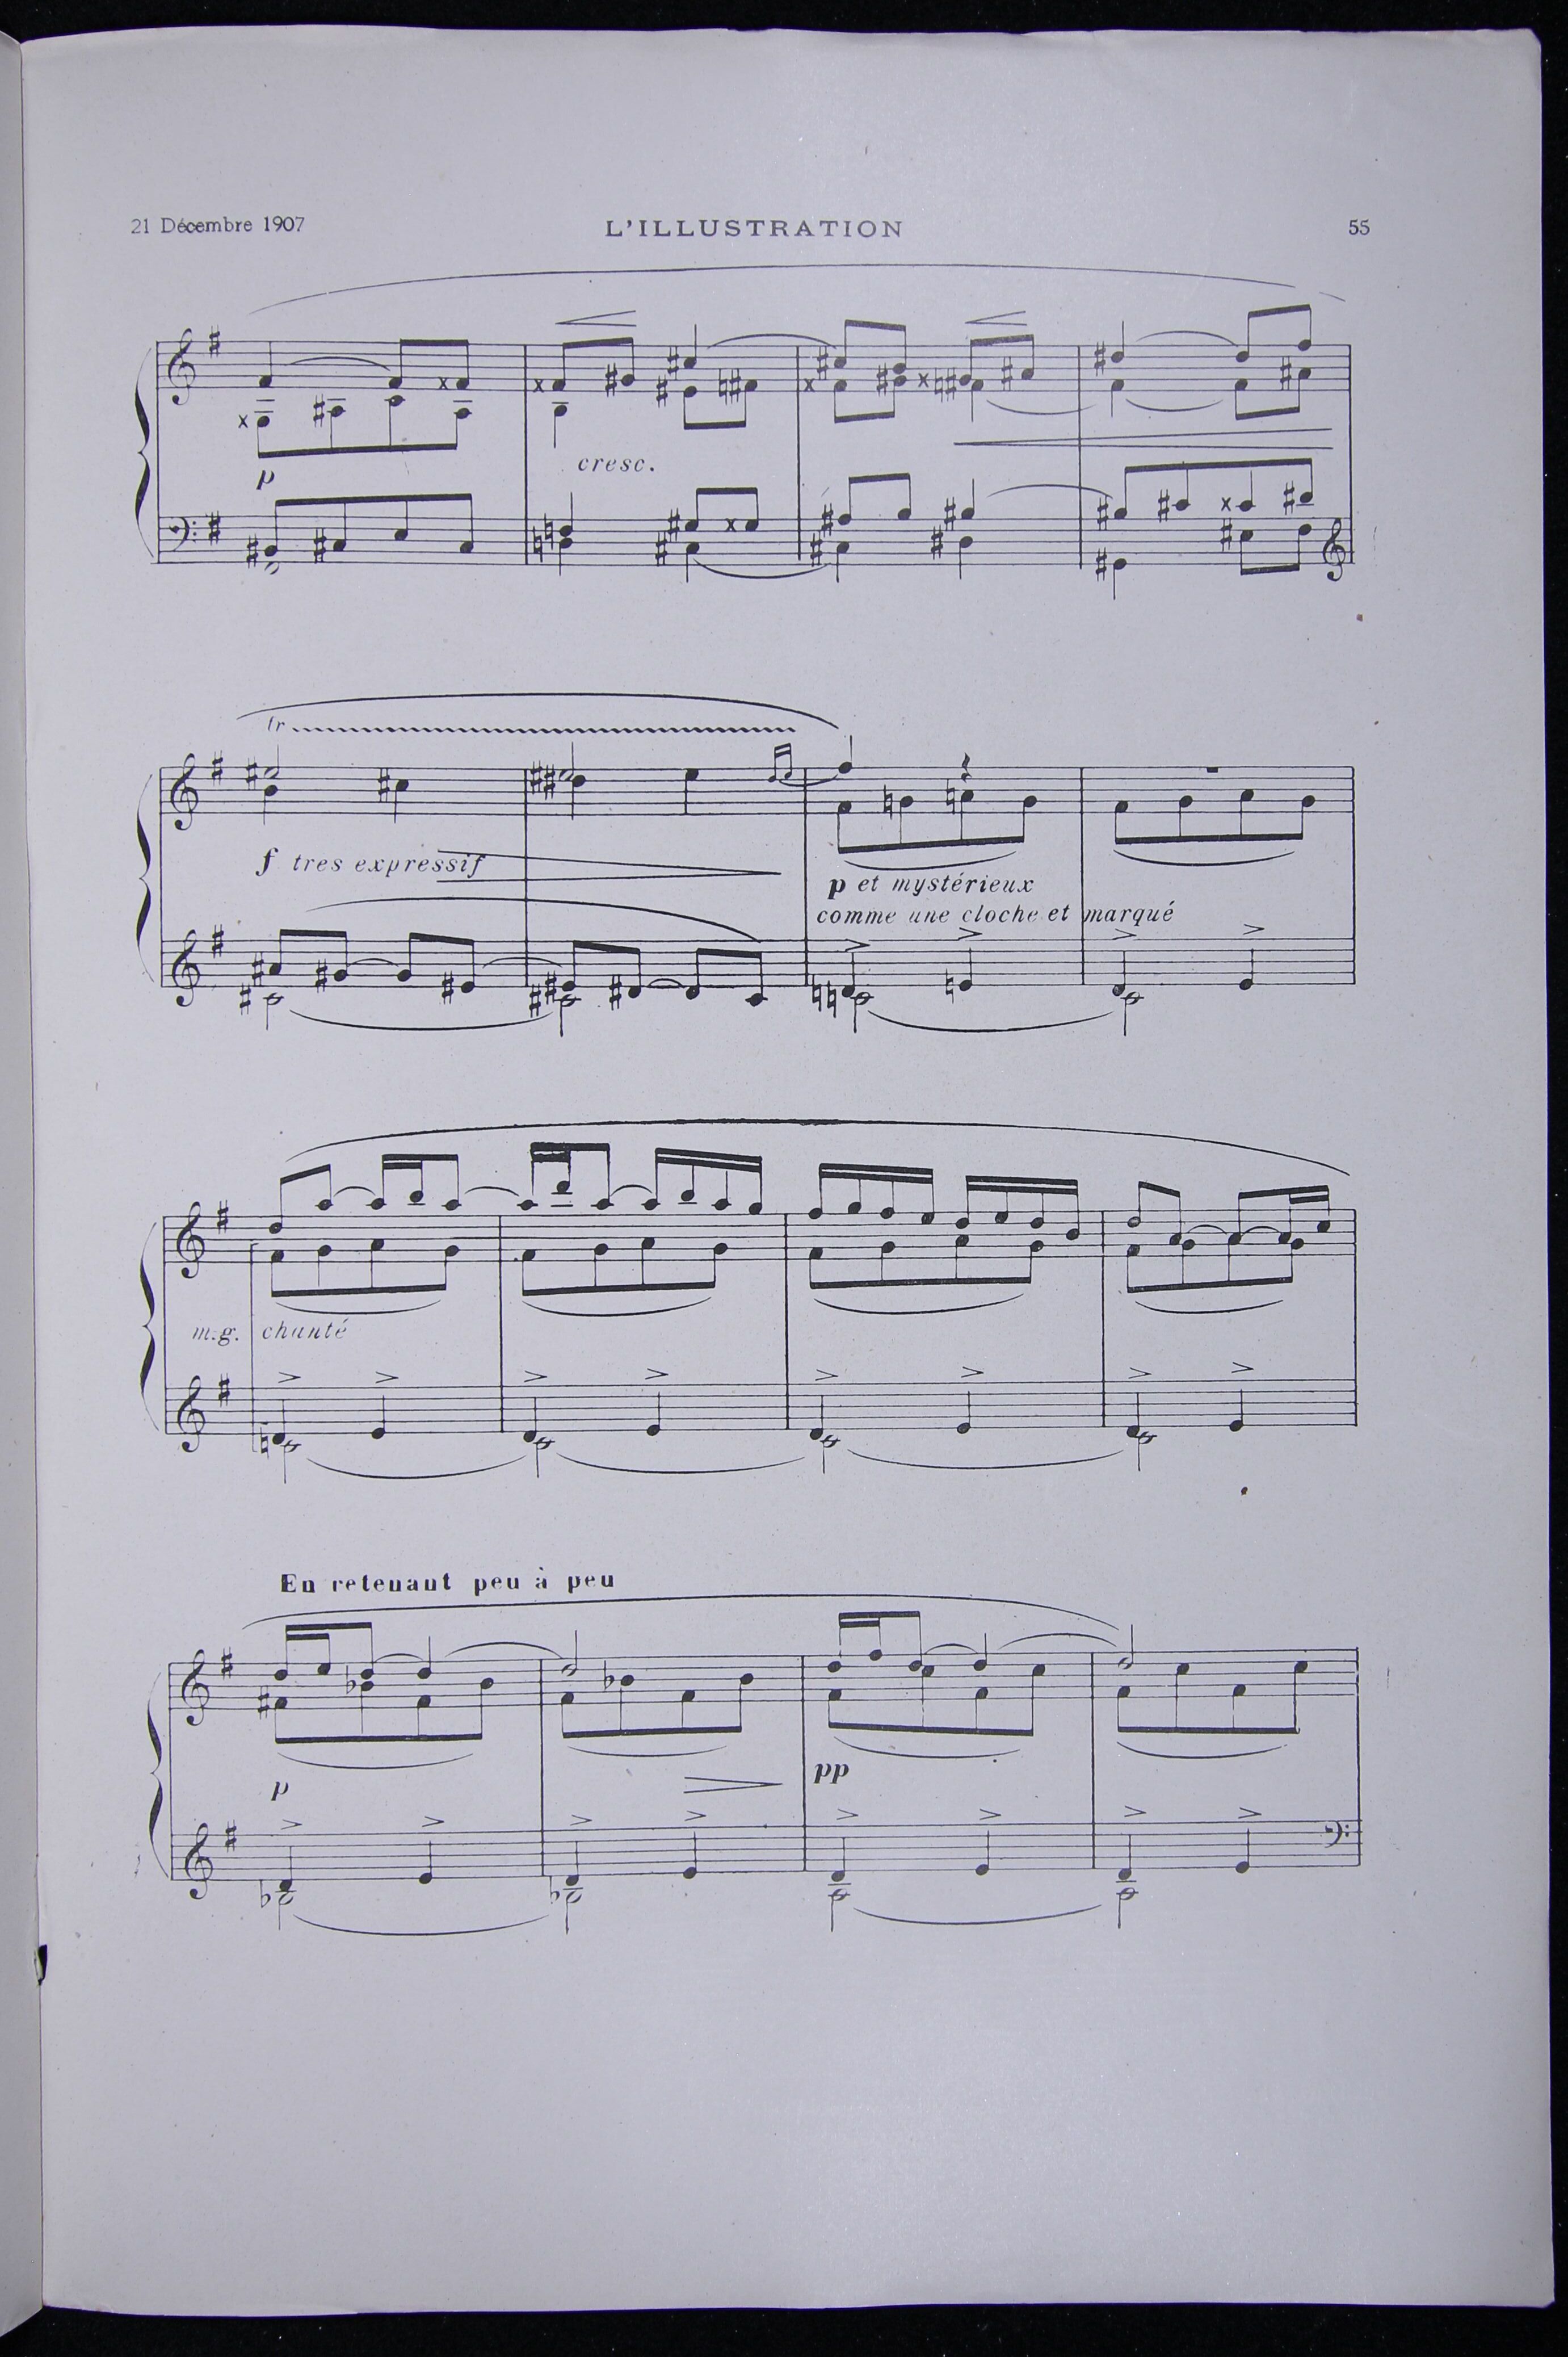 21 Décembre 1907
L'ILLUSTRATION
55
p
cresc.
tr
f tres expressif
p et mystérieux
comme une cloche et marqué
m.g. chanté
En retenant peu à peu
p
pp